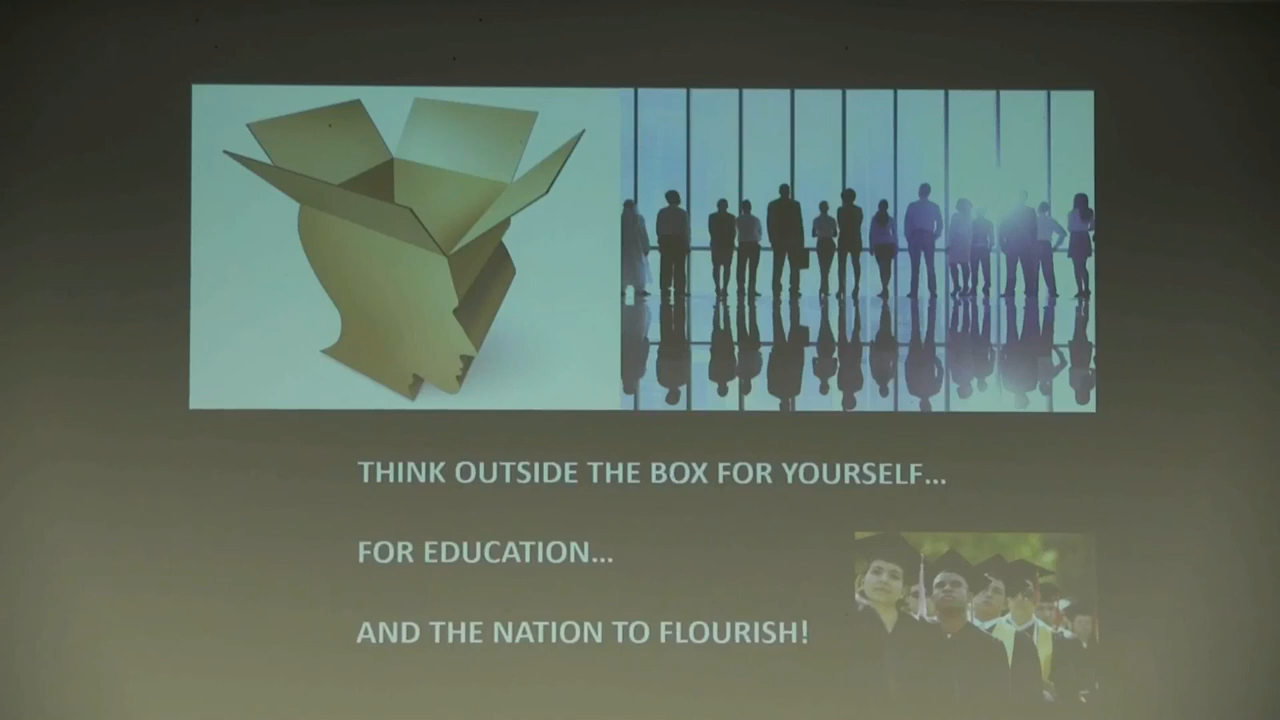 THINK OUTSIDE THE BOX FOR YOURSELF...
FOR EDUCATION...
AND THE NATION TO FLOURISH!